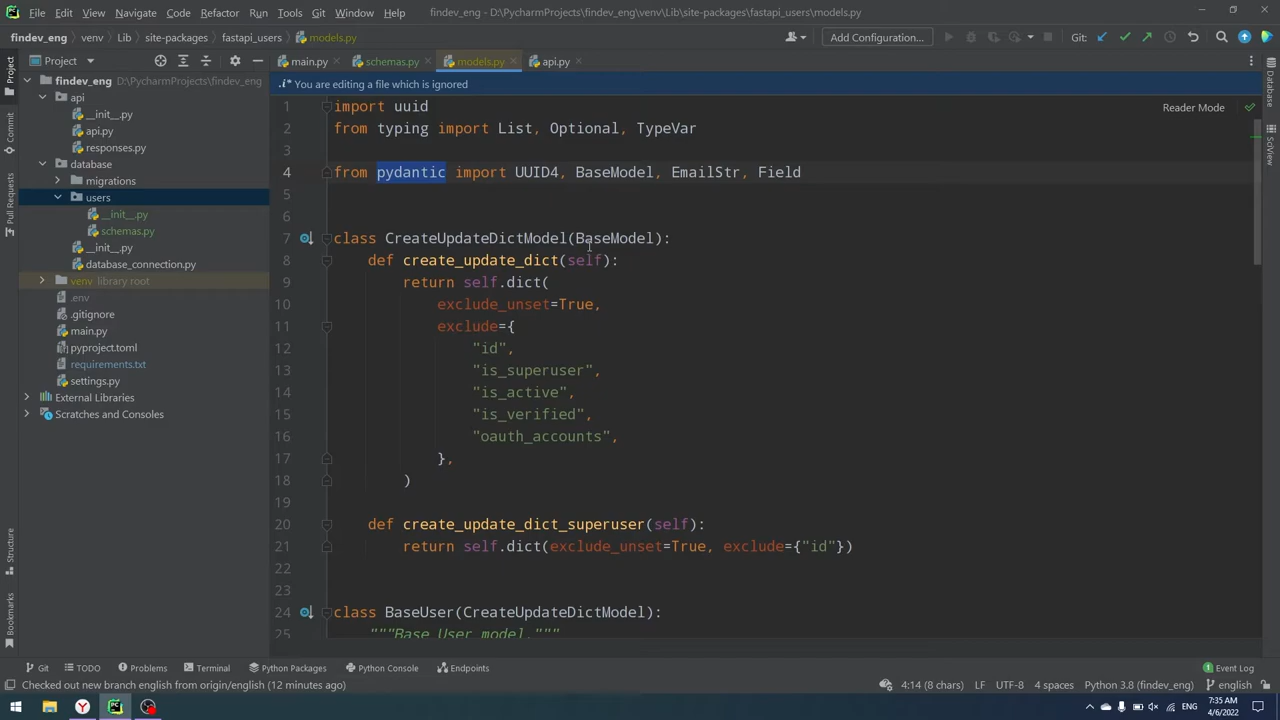 File Edit View Navigate Code Refactor Run Tools Git Window Help findev_eng - D:\PycharmProjects\findev_eng\venv\Lib\site-packages\fastapi_users\models.py
findev_eng venv Lib site-packages fastapi_users models.py Add Configuration... Git:
Project main.py schemas.py models.py api.py
You are editing a file which is ignored
Reader Mode
Project
Commit
Pull Requests
Structure
Bookmarks
findev_eng D:\PycharmProjects\findev_eng
api
__init__.py
api.py
responses.py
database
migrations
users
__init__.py
schemas.py
__init__.py
database_connection.py
venv library root
.env
.gitignore
main.py
pyproject.toml
requirements.txt
settings.py
External Libraries
Scratches and Consoles
1 import uuid
2 from typing import List, Optional, TypeVar
3
4 from pydantic import UUID4, BaseModel, EmailStr, Field
5
6
7 class CreateUpdateDictModel(BaseModel):
8 def create_update_dict(self):
9 return self.dict(
10 exclude_unset=True,
11 exclude={
12 "id",
13 "is_superuser",
14 "is_active",
15 "is_verified",
16 "oauth_accounts",
17 },
18 )
19
20 def create_update_dict_superuser(self):
21 return self.dict(exclude_unset=True, exclude={"id"})
22
23
24 class BaseUser(CreateUpdateDictModel):
25 """Base User model."""
Database
SciView
Git TODO Problems Terminal Python Packages Python Console Endpoints Event Log
Checked out new branch english from origin/english (12 minutes ago) 4:14 (8 chars) LF UTF-8 4 spaces Python 3.8 (findev_eng) english
ENG
7:35 AM
4/6/2022